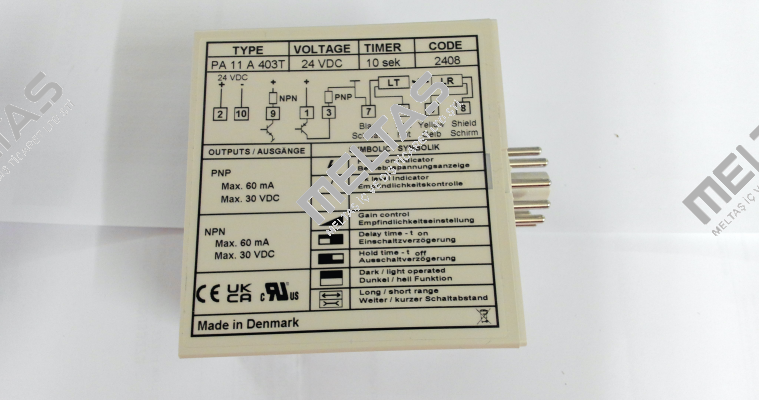 TYPE VOLTAGE TIMER CODE
PA 11 A 403T 24 VDC 10 sek 2408
24 VDC
+ - + +
NPN PNP LT LR
2 10 9 1 3 7 8
Yellow Shield
Schirm
OUTPUTS / AUSGÄNGE
PNP
Max. 60 mA
Max. 30 VDC
NPN
Max. 60 mA
Max. 30 VDC
indicator
Betriebsspannungsanzeige
level indicator
Empfindlichkeitskontrolle
Gain control
Empfindlichkeitseinstellung
Delay time - t on
Einschaltverzögerung
Hold time - t off
Ausschaltverzögerung
Dark / light operated
Dunkel / hell Funktion
Long / short range
Weiter / kurzer Schaltabstand
CE UK CA c US
Made in Denmark
MELTAŞ
MELTAŞ
MELTAŞ